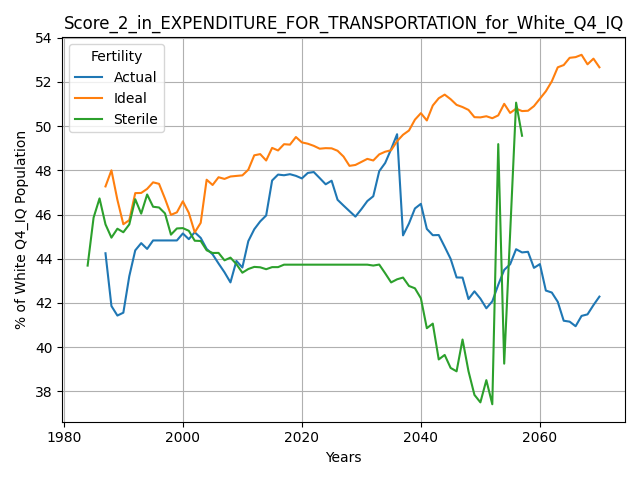 Score_2_in_EXPENDITURE_FOR_TRANSPORTATION_for_White_Q4_IQ
Fertility
Actual
Ideal
Sterile
% of White Q4_IQ Population
54
52
50
48
46
44
42
40
38
1980
2000
2020
2040
2060
Years